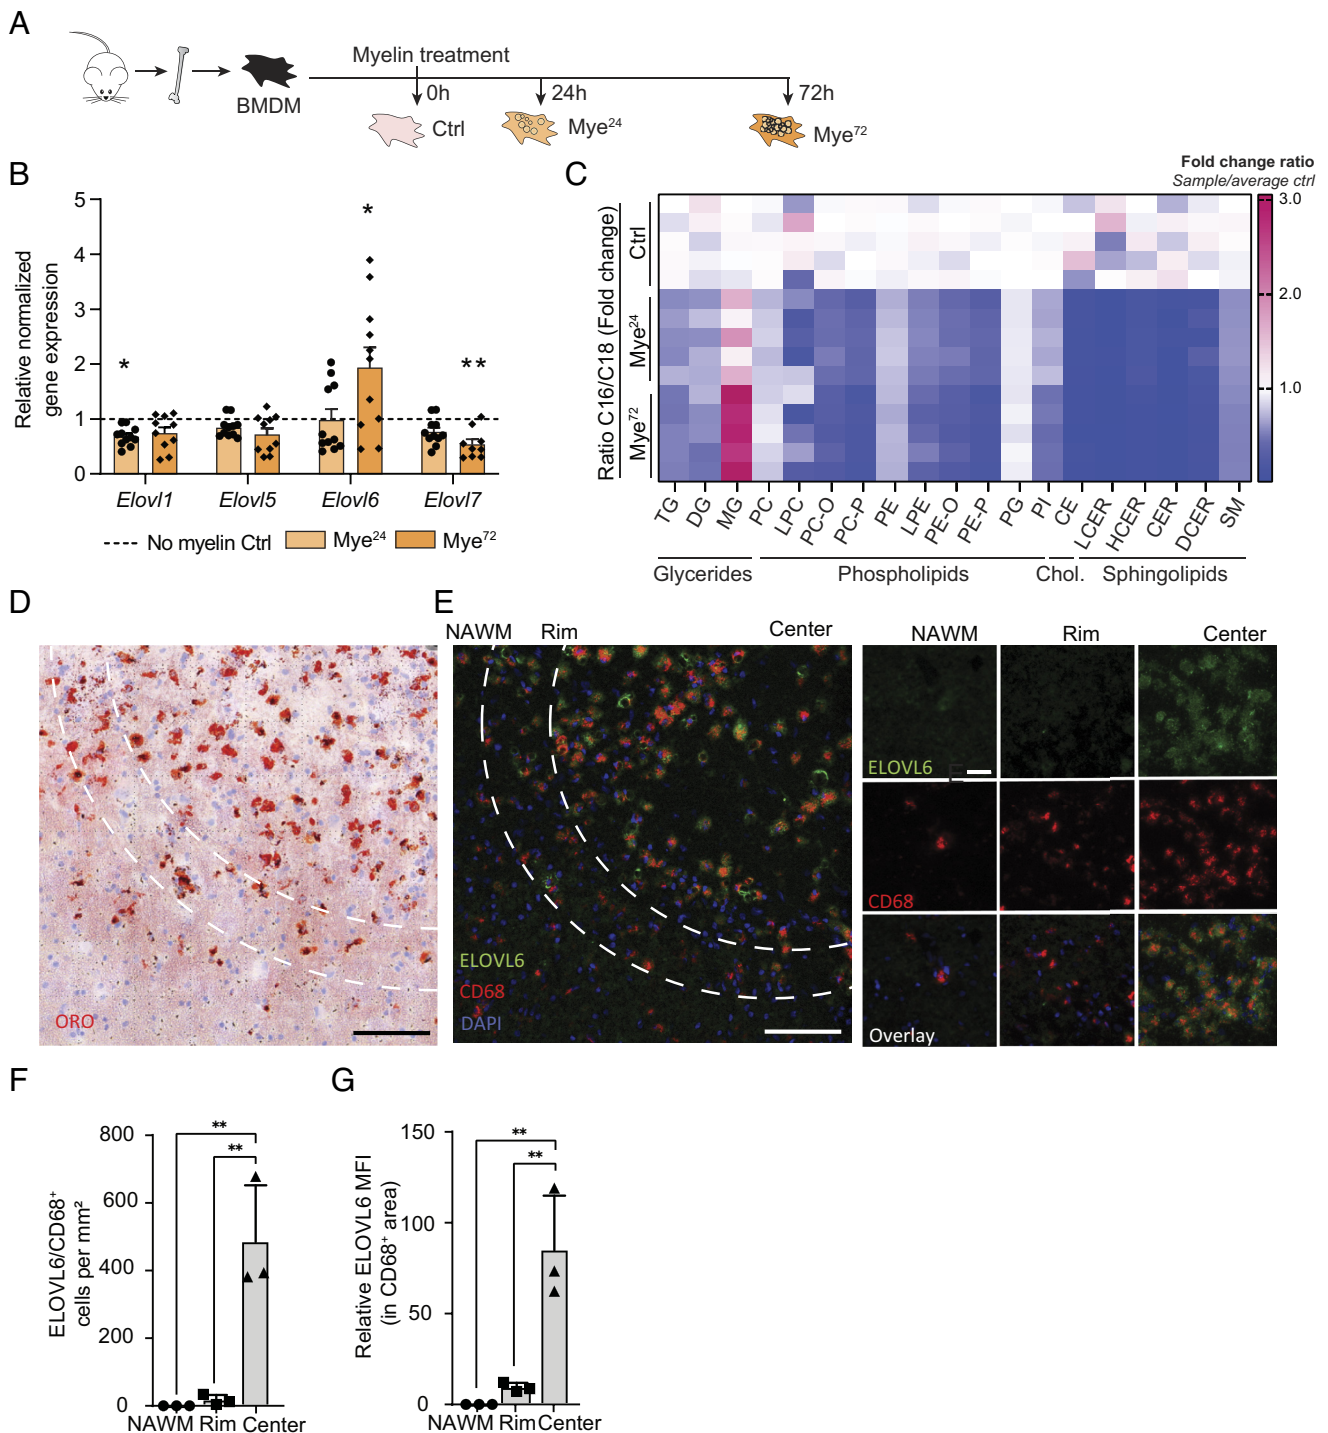 A
Myelin treatment
BMDM
0h
24h
72h
Ctrl
Mye24
Mye72
B
Relative normalized
gene expression
5
4
3
2
1
0
*
*
**
Elovl1
Elovl5
Elovl6
Elovl7
No myelin Ctrl
Mye24
Mye72
C
Fold change ratio
Sample/average ctrl
3.0
2.0
1.0
Ratio C16/C18 (Fold change)
Ctrl
Mye24
Mye72
TG
DG
MG
PC
LPC
PC-O
PC-P
PE
LPE
PE-O
PE-P
PG
PI
CE
LCER
HCER
CER
DCER
SM
Glycerides
Phospholipids
Chol.
Sphingolipids
D
ORO
E
NAWM
Rim
Center
ELOVL6
CD68
DAPI
NAWM
Rim
Center
ELOVL6
E
CD68
Overlay
F
ELOVL6/CD68+
cells per mm²
800
600
400
200
0
**
**
NAWM
Rim
Center
G
Relative ELOVL6 MFI
(in CD68+ area)
150
100
50
0
**
**
NAWM
Rim
Center